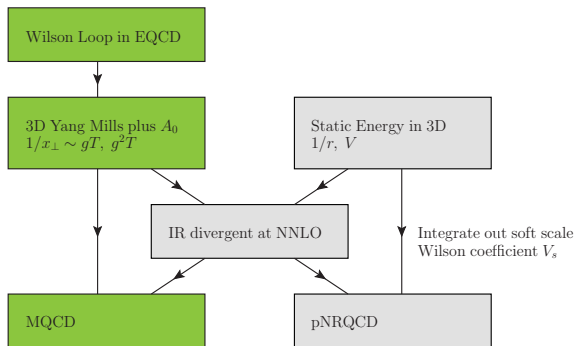 Wilson Loop in EQCD
3D Yang Mills plus A₀
1/x⊥ ∼ gT, g²T
Static Energy in 3D
1/r, V
IR divergent at NNLO
Integrate out soft scale
Wilson coefficient Vₛ
MQCD
pNRQCD